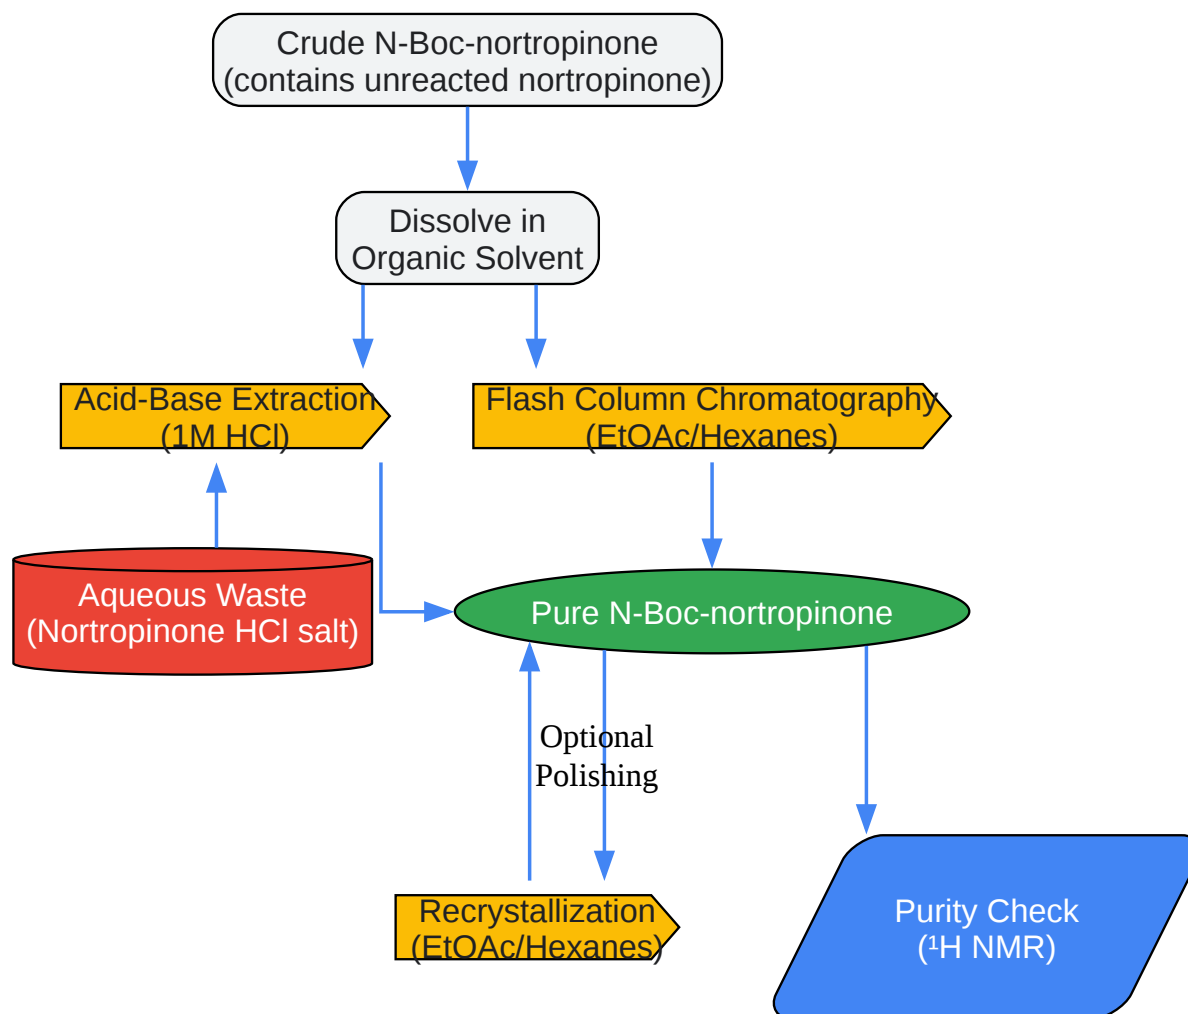 Crude N-Boc-nortropinone
(contains unreacted nortropinone)
Dissolve in
Organic Solvent
Acid-Base Extraction
(1M HCl)
Flash Column Chromatography
(EtOAc/Hexanes)
Aqueous Waste
(Nortropinone HCl salt)
Pure N-Boc-nortropinone
Optional
Polishing
Recrystallization
(EtOAc/Hexanes)
Purity Check
(¹H NMR)